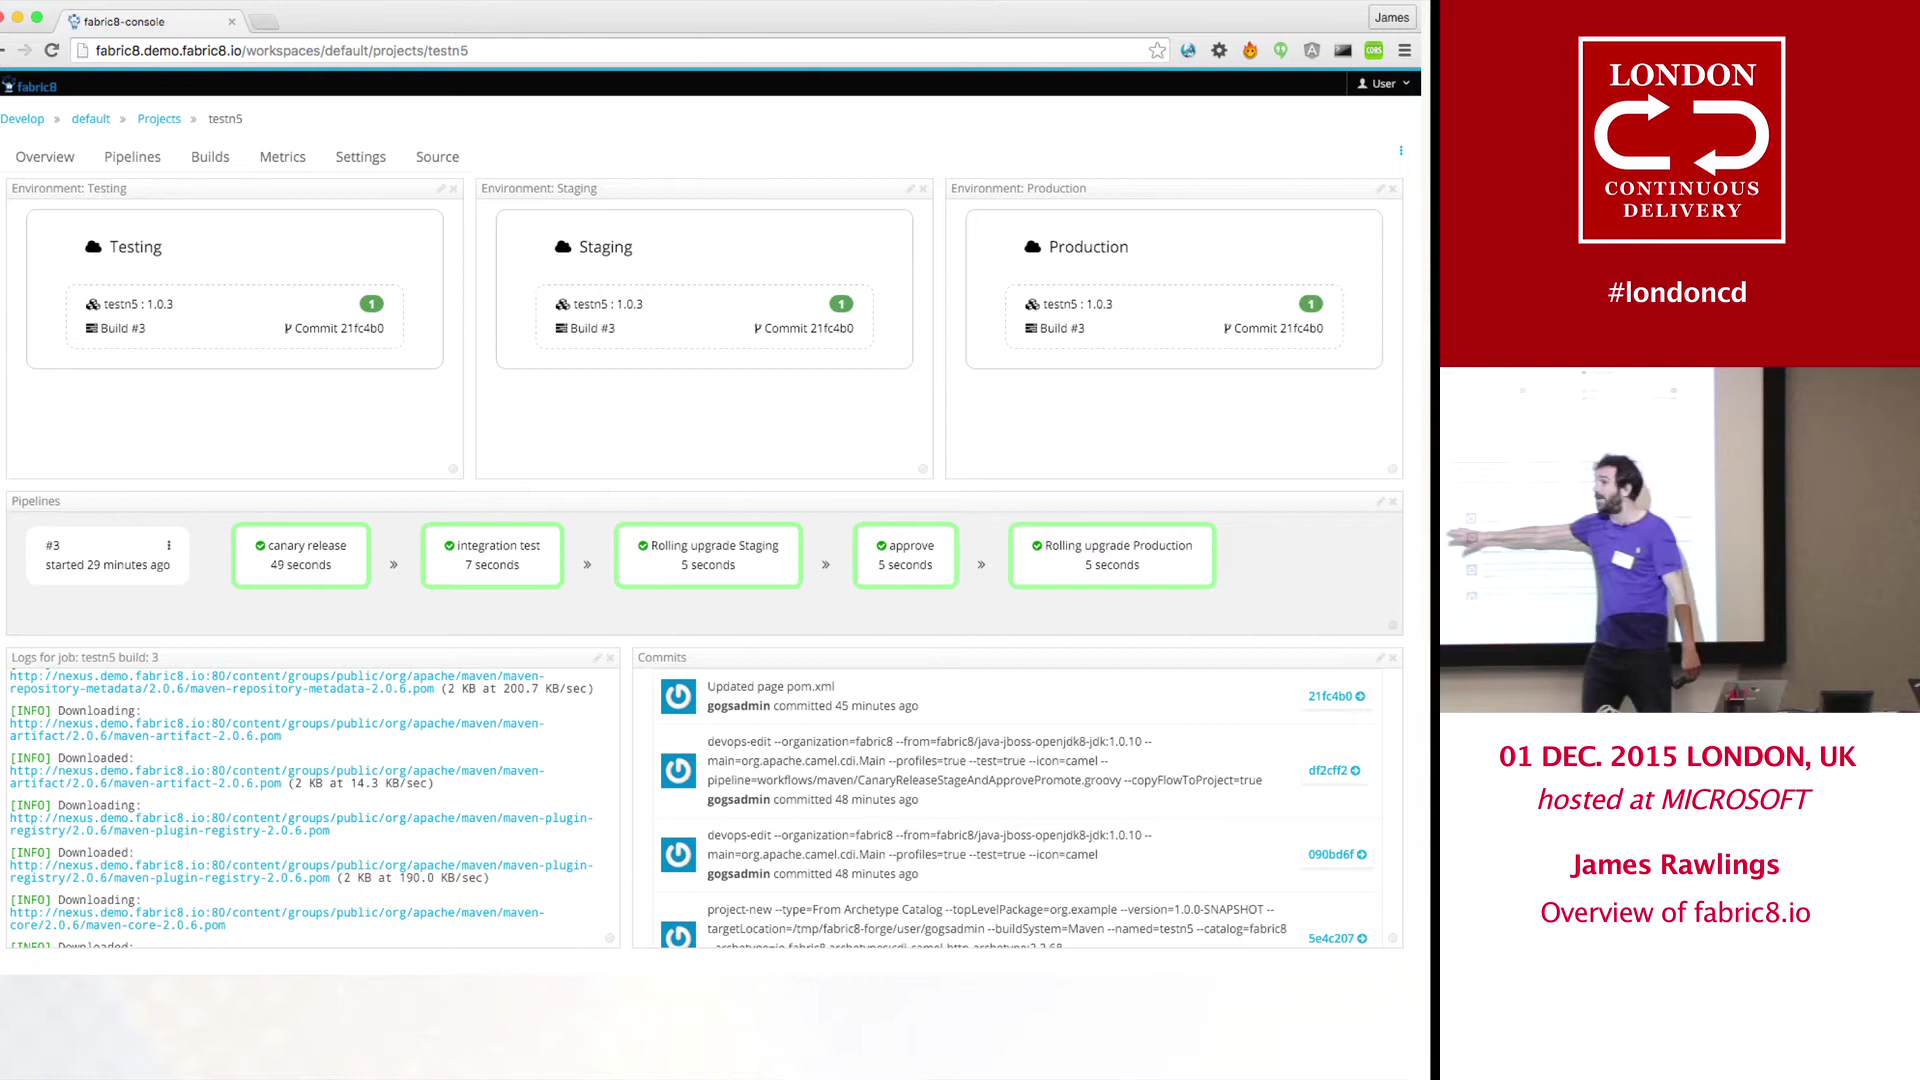 fabric8-console
James
fabric8.demo.fabric8.io/workspaces/default/projects/testn5
CORS
fabric8
User
Develop » default » Projects » testn5
Overview Pipelines Builds Metrics Settings Source
Environment: Testing
Testing
testn5 : 1.0.3 1
Build #3 Commit 21fc4b0
Environment: Staging
Staging
testn5 : 1.0.3 1
Build #3 Commit 21fc4b0
Environment: Production
Production
testn5 : 1.0.3 1
Build #3 Commit 21fc4b0
Pipelines
#3
started 29 minutes ago
canary release
49 seconds
»
integration test
7 seconds
»
Rolling upgrade Staging
5 seconds
»
approve
5 seconds
»
Rolling upgrade Production
5 seconds
Logs for job: testn5 build: 3
http://nexus.demo.fabric8.io:80/content/groups/public/org/apache/maven/maven-
repository-metadata/2.0.6/maven-repository-metadata-2.0.6.pom (2 KB at 200.7 KB/sec)
[INFO] Downloading:
http://nexus.demo.fabric8.io:80/content/groups/public/org/apache/maven/maven-
artifact/2.0.6/maven-artifact-2.0.6.pom
[INFO] Downloaded:
http://nexus.demo.fabric8.io:80/content/groups/public/org/apache/maven/maven-
artifact/2.0.6/maven-artifact-2.0.6.pom (2 KB at 14.3 KB/sec)
[INFO] Downloading:
http://nexus.demo.fabric8.io:80/content/groups/public/org/apache/maven/maven-plugin-
registry/2.0.6/maven-plugin-registry-2.0.6.pom
[INFO] Downloaded:
http://nexus.demo.fabric8.io:80/content/groups/public/org/apache/maven/maven-plugin-
registry/2.0.6/maven-plugin-registry-2.0.6.pom (2 KB at 190.0 KB/sec)
[INFO] Downloading:
http://nexus.demo.fabric8.io:80/content/groups/public/org/apache/maven/maven-
core/2.0.6/maven-core-2.0.6.pom
[INFO] Downloaded:
Commits
Updated page pom.xml
gogsadmin committed 45 minutes ago
21fc4b0
devops-edit --organization=fabric8 --from=fabric8/java-jboss-openjdk8-jdk:1.0.10 --
main=org.apache.camel.cdi.Main --profiles=true --test=true --icon=camel --
pipeline=workflows/maven/CanaryReleaseStageAndApprovePromote.groovy --copyFlowToProject=true
gogsadmin committed 48 minutes ago
df2cff2
devops-edit --organization=fabric8 --from=fabric8/java-jboss-openjdk8-jdk:1.0.10 --
main=org.apache.camel.cdi.Main --profiles=true --test=true --icon=camel
gogsadmin committed 48 minutes ago
090bd6f
project-new --type=From Archetype Catalog --topLevelPackage=org.example --version=1.0.0-SNAPSHOT --
targetLocation=/tmp/fabric8-forge/user/gogsadmin --buildSystem=Maven --named=testn5 --catalog=fabric8
5e4c207
LONDON
CONTINUOUS
DELIVERY
#londoncd
01 DEC. 2015 LONDON, UK
hosted at MICROSOFT
James Rawlings
Overview of fabric8.io